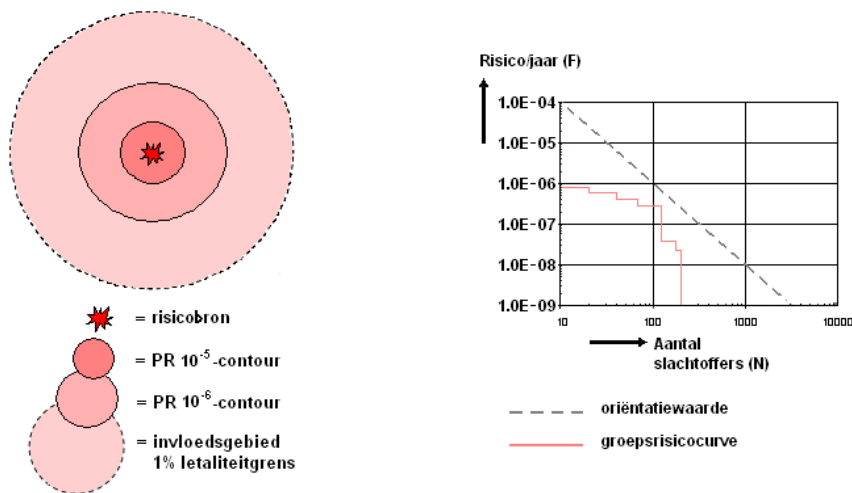 = risicobron
= PR 10⁻⁵-contour
= PR 10⁻⁶-contour
= invloedsgebied
1% letaliteitgrens
Risico/jaar (F)
1.0E-04
1.0E-05
1.0E-06
1.0E-07
1.0E-08
1.0E-09
10
100
1000
10000
Aantal
slachtoffers (N)
oriëntatiewaarde
groepsrisicocurve